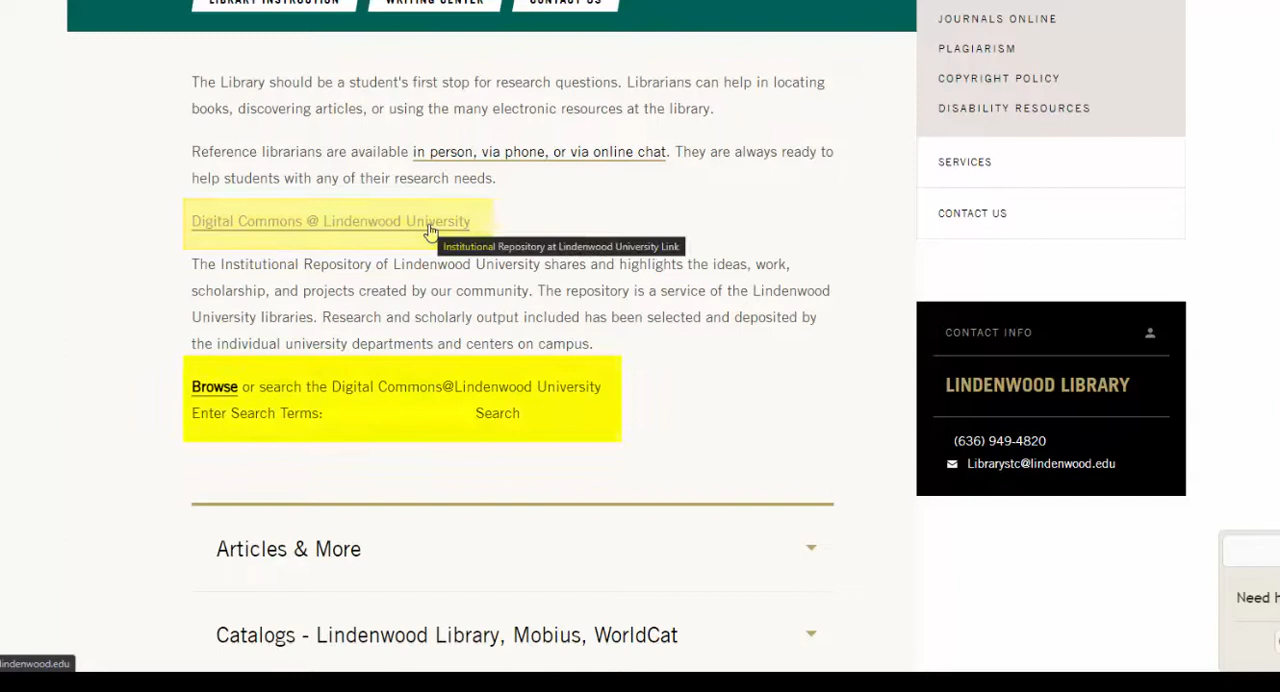 LIBRARY INSTRUCTION
WRITING CENTER
CONTACT US
The Library should be a student's first stop for research questions. Librarians can help in locating
books, discovering articles, or using the many electronic resources at the library.
Reference librarians are available in person, via phone, or via online chat. They are always ready to
help students with any of their research needs.
Digital Commons @ Lindenwood University
Institutional Repository at Lindenwood University Link
The Institutional Repository of Lindenwood University shares and highlights the ideas, work,
scholarship, and projects created by our community. The repository is a service of the Lindenwood
University libraries. Research and scholarly output included has been selected and deposited by
the individual university departments and centers on campus.
Browse or search the Digital Commons@Lindenwood University
Enter Search Terms: Search
Articles & More
Catalogs - Lindenwood Library, Mobius, WorldCat
JOURNALS ONLINE
PLAGIARISM
COPYRIGHT POLICY
DISABILITY RESOURCES
SERVICES
CONTACT US
CONTACT INFO
LINDENWOOD LIBRARY
(636) 949-4820
Librarystc@lindenwood.edu
Need h
lindenwood.edu